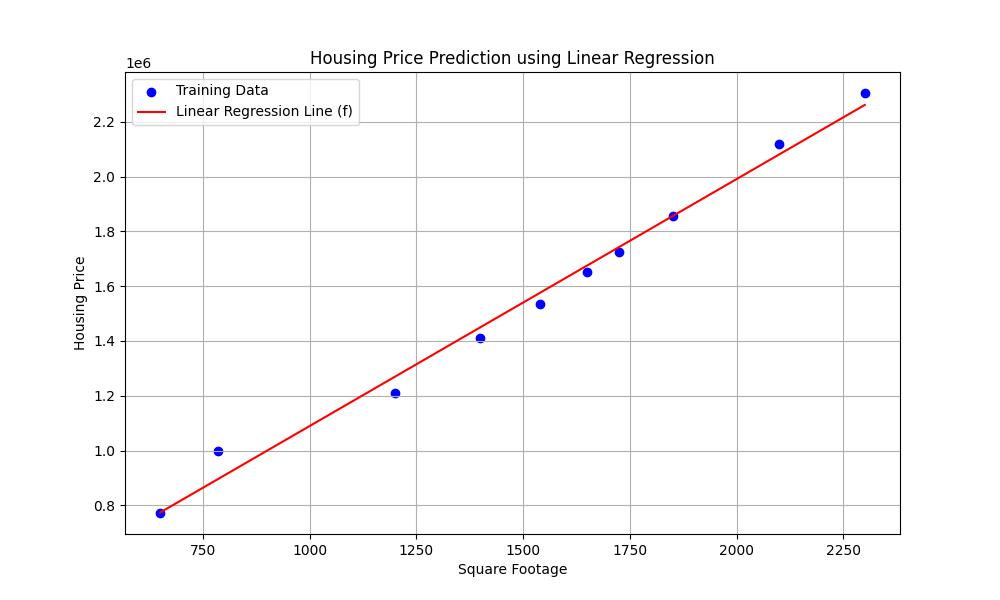 Housing Price Prediction using Linear Regression
1e6
Training Data
Linear Regression Line (f)
2.2
2.0
1.8
1.6
1.4
1.2
1.0
0.8
Housing Price
750 1000 1250 1500 1750 2000 2250
Square Footage